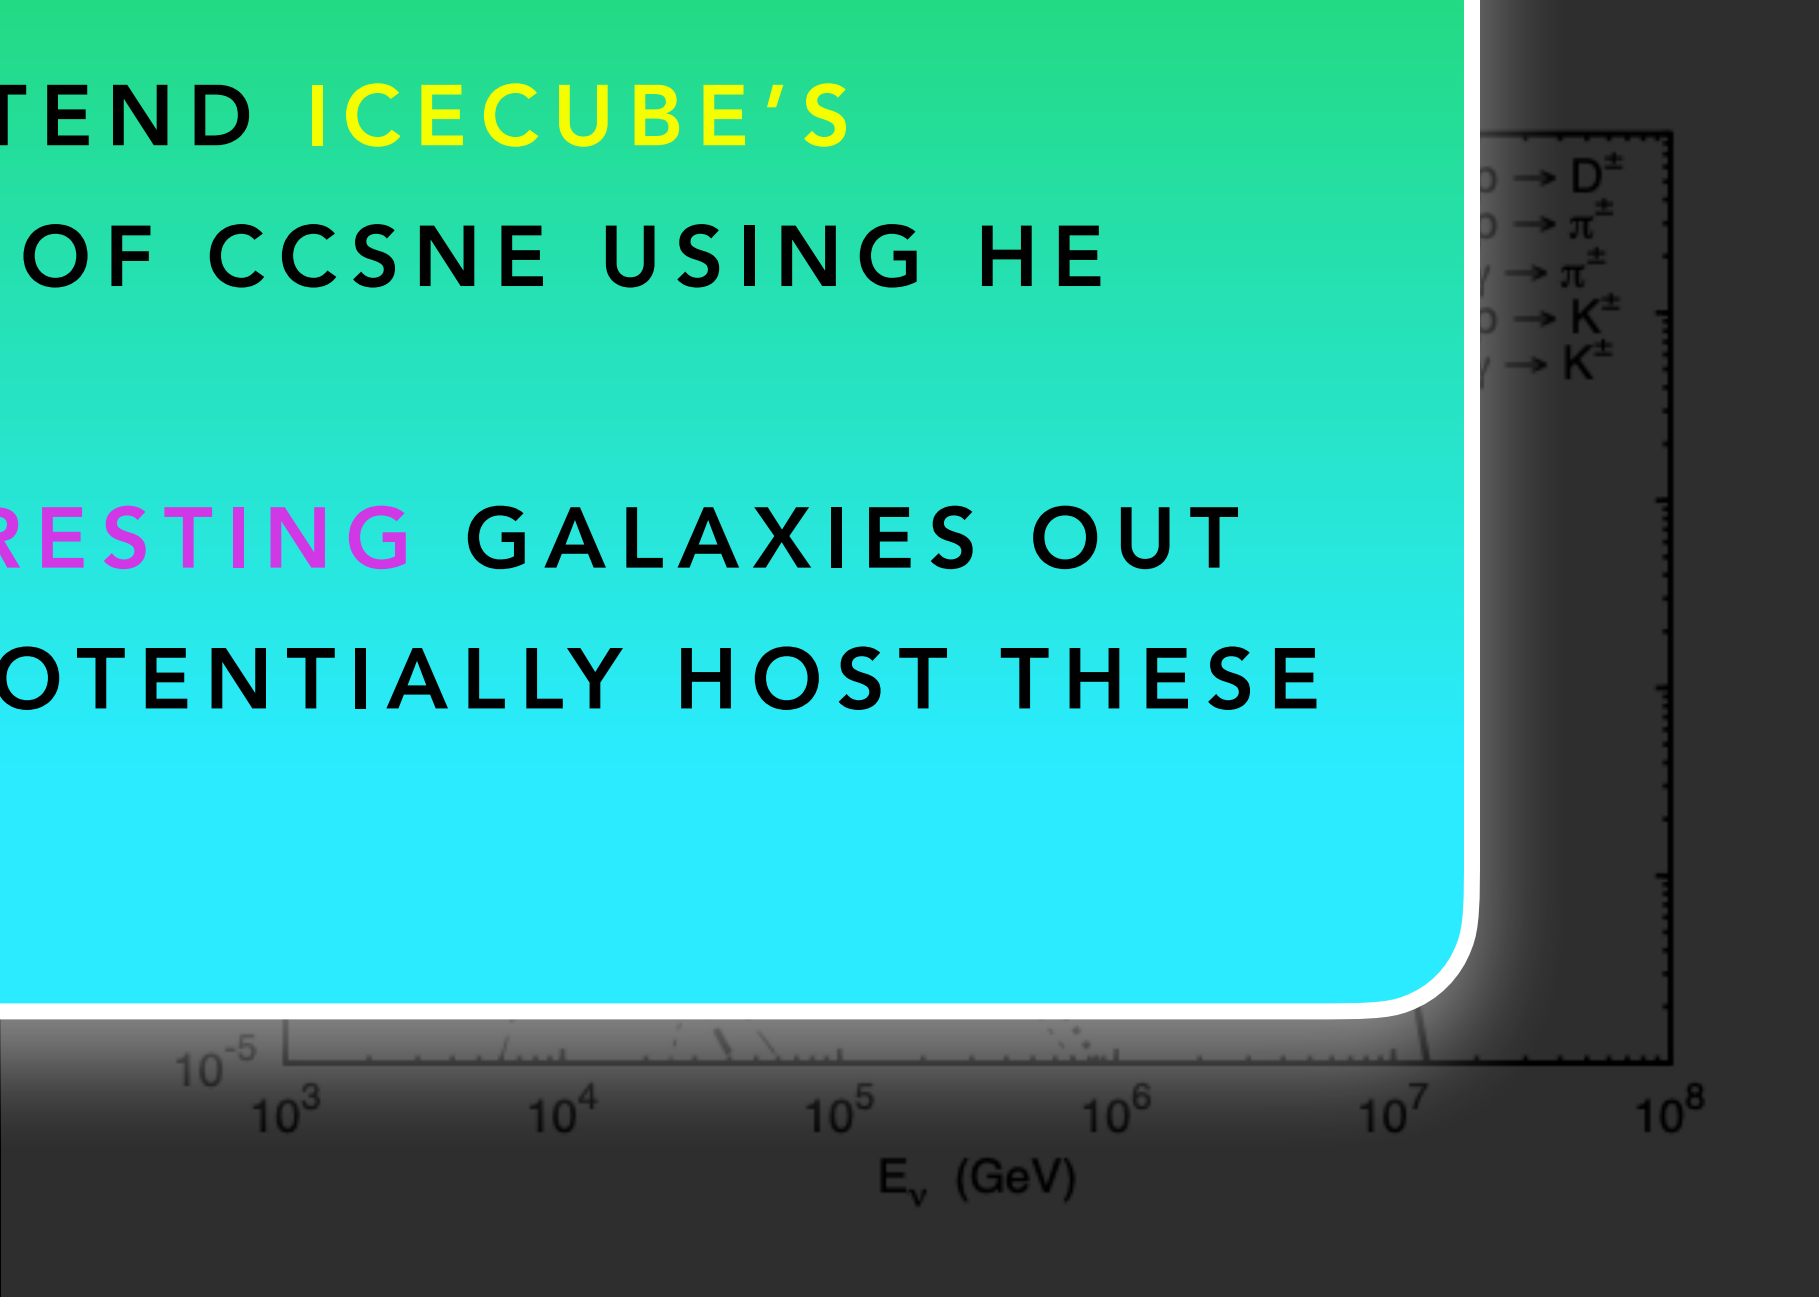 TEND ICECUBE’S
OF CCSNE USING HE
RESTING GALAXIES OUT
OTENTIALLY HOST THESE
→ D±
→ π±
→ π±
→ K±
→ K±
10-5
103 104 105 106 107 108
Eν (GeV)